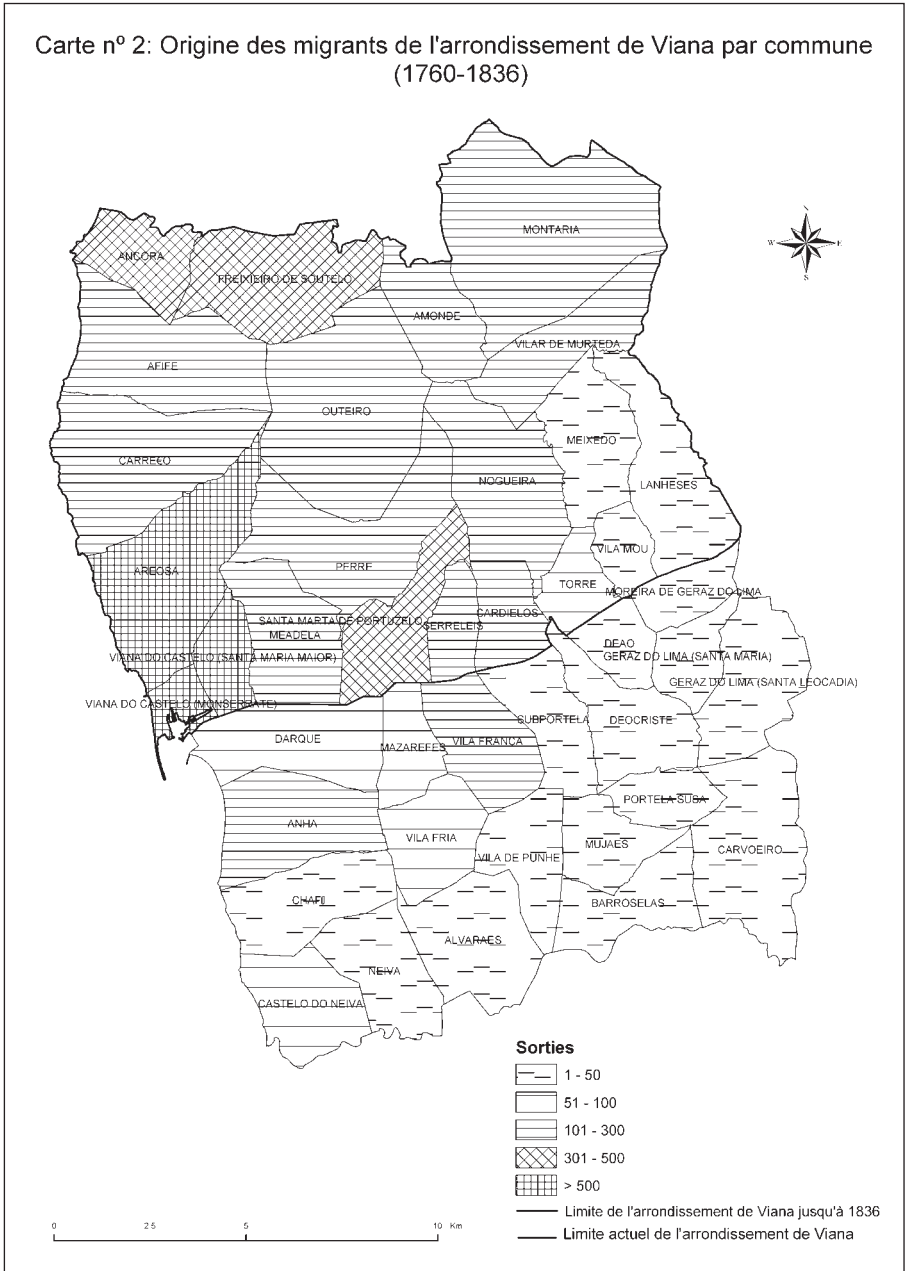 Carte nº 2: Origine des migrants de l'arrondissement de Viana par commune
(1760-1836)
N
W
E
S
MONTARIA
ANCORA
FREIXIEIRO DE SOUTELO
AMONDE
VILAR DE MURTEDA
AFIFE
OUTEIRO
MEIXEDO
CARREÇO
NOGUEIRA
LANHESES
VILA MOU
AREOSA
PERRE
TORRE
MOREIRA DE GERAZ DO LIMA
CARDIELOS
SANTA MARTA DE PORTUZELO
SERRELEIS
MEADELA
DEAO
VIANA DO CASTELO (SANTA MARIA MAIOR)
GERAZ DO LIMA (SANTA MARIA)
GERAZ DO LIMA (SANTA LEOCADIA)
VIANA DO CASTELO (MONSERRATE)
SUBPORTELA
DEOCRISTE
DARQUE
MAZAREFES
VILA FRANCA
PORTELA SUSA
ANHA
VILA FRIA
MUJAES
CARVOEIRO
VILA DE PUNHE
CHAFE
BARROSELAS
ALVARAES
NEIVA
CASTELO DO NEIVA
Sorties
1 - 50
51 - 100
101 - 300
301 - 500
> 500
Limite de l'arrondissement de Viana jusqu'à 1836
Limite actuel de l'arrondissement de Viana
0 2.5 5 10 Km